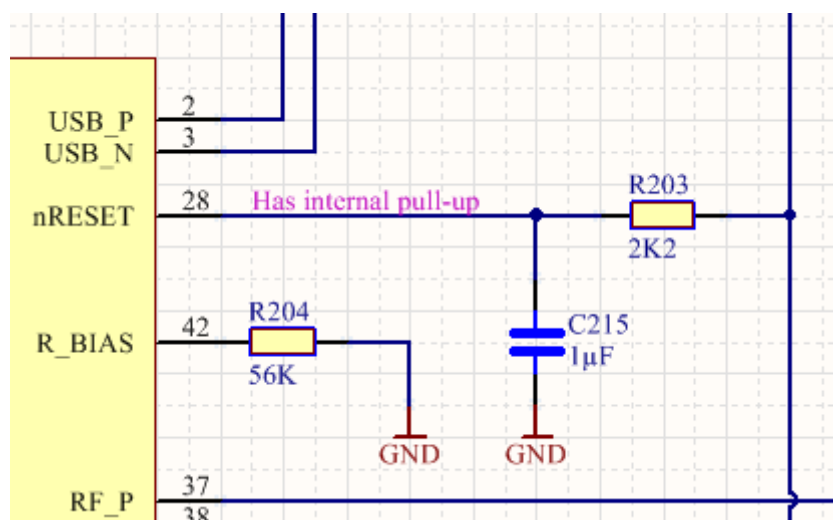 USB_P 2
USB_N 3
nRESET 28 Has internal pull-up R203
2K2
R_BIAS 42 R204 C215
56K 1µF
GND GND
RF_P 37
38